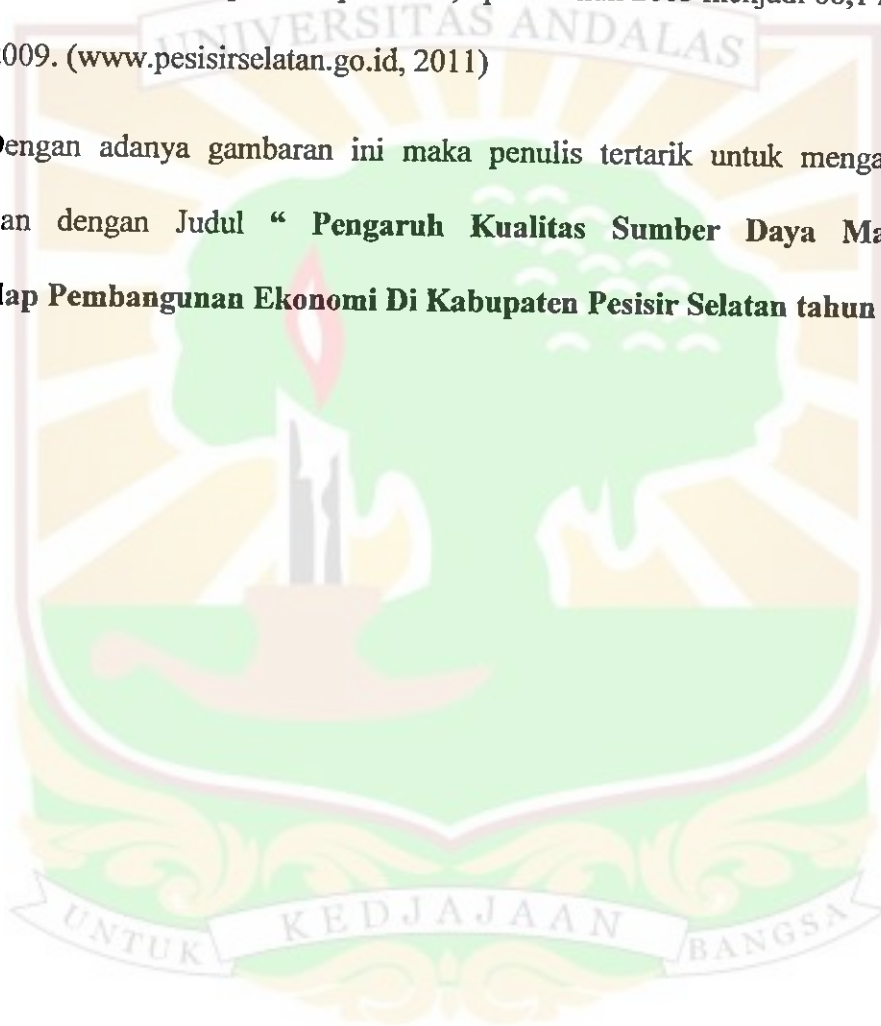 UNIVERSITAS ANDALAS
2009. (www.pesisirselatan.go.id, 2011)
Dengan adanya gambaran ini maka penulis tertarik untuk menga
an dengan Judul “ Pengaruh Kualitas Sumber Daya Ma
lap Pembangunan Ekonomi Di Kabupaten Pesisir Selatan tahun
UNTUK KEDJAJAAN BANGSA